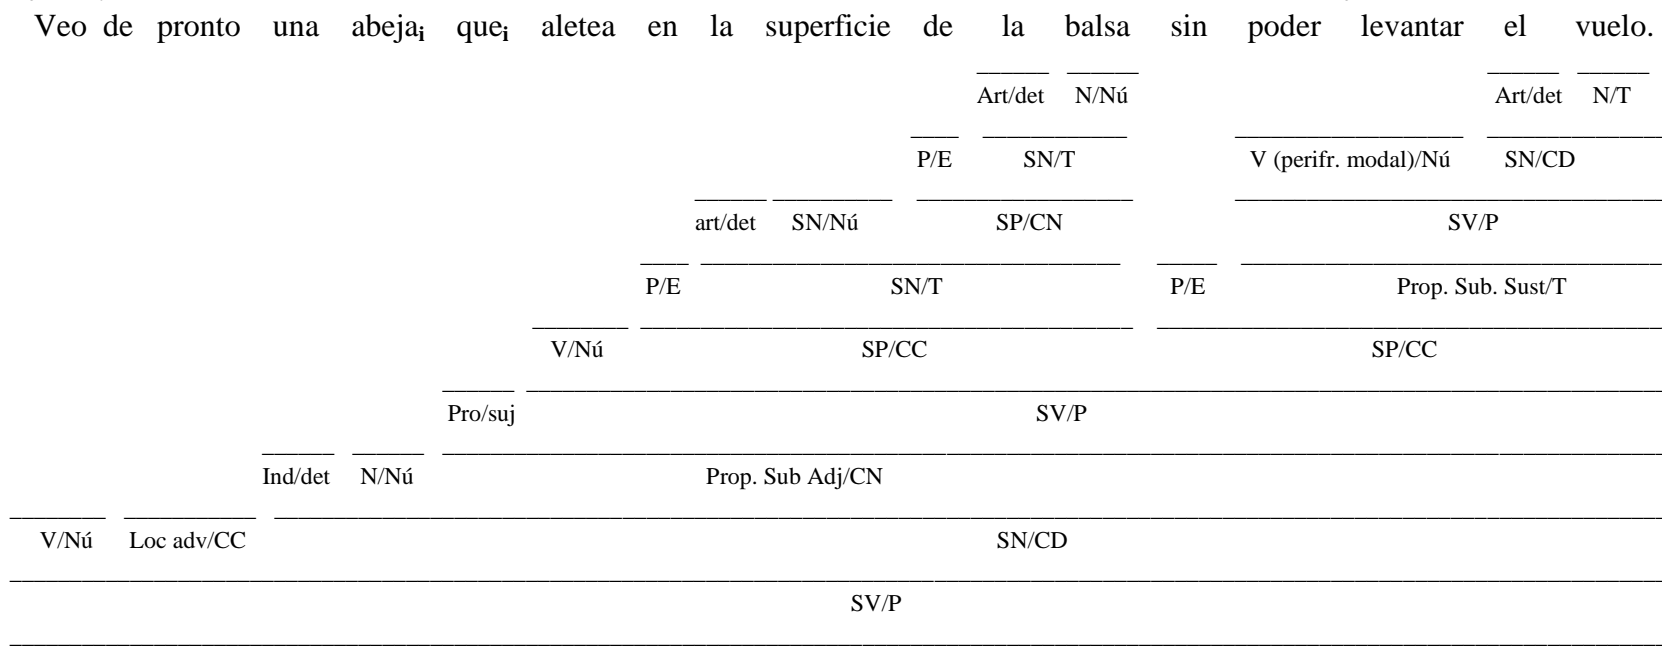 Veo de pronto una abejai quei aletea en la superficie de la balsa sin poder levantar el vuelo.
Art/det N/Nú Art/det N/T
P/E SN/T V (perifr. modal)/Nú SN/CD
art/det SN/Nú SP/CN SV/P
P/E SN/T P/E Prop. Sub. Sust/T
V/Nú SP/CC SP/CC
Pro/suj SV/P
Ind/det N/Nú Prop. Sub Adj/CN
V/Nú Loc adv/CC SN/CD
SV/P